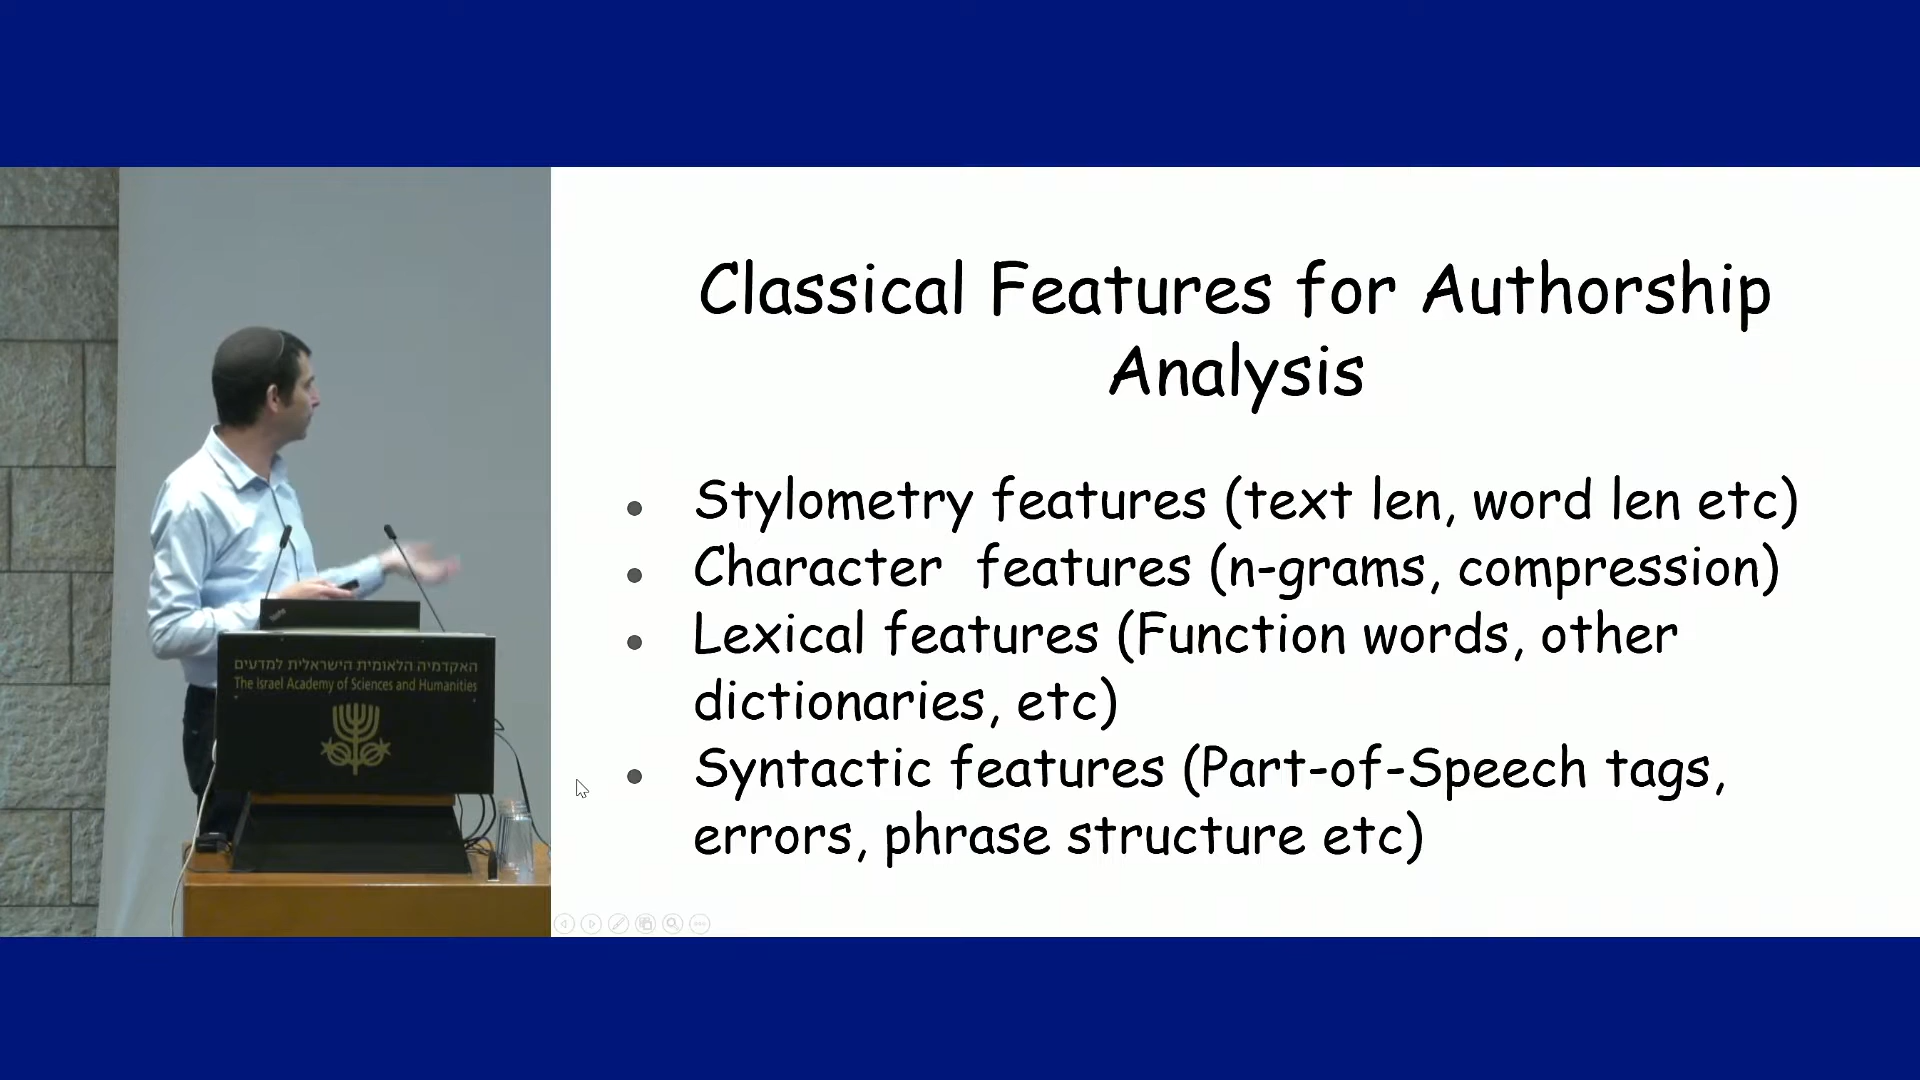 Classical Features for Authorship
Analysis
• Stylometry features (text len, word len etc)
• Character features (n-grams, compression)
• Lexical features (Function words, other
dictionaries, etc)
• Syntactic features (Part-of-Speech tags,
errors, phrase structure etc)
האקדמיה הלאומית הישראלית למדעים
The Israel Academy of Sciences and Humanities